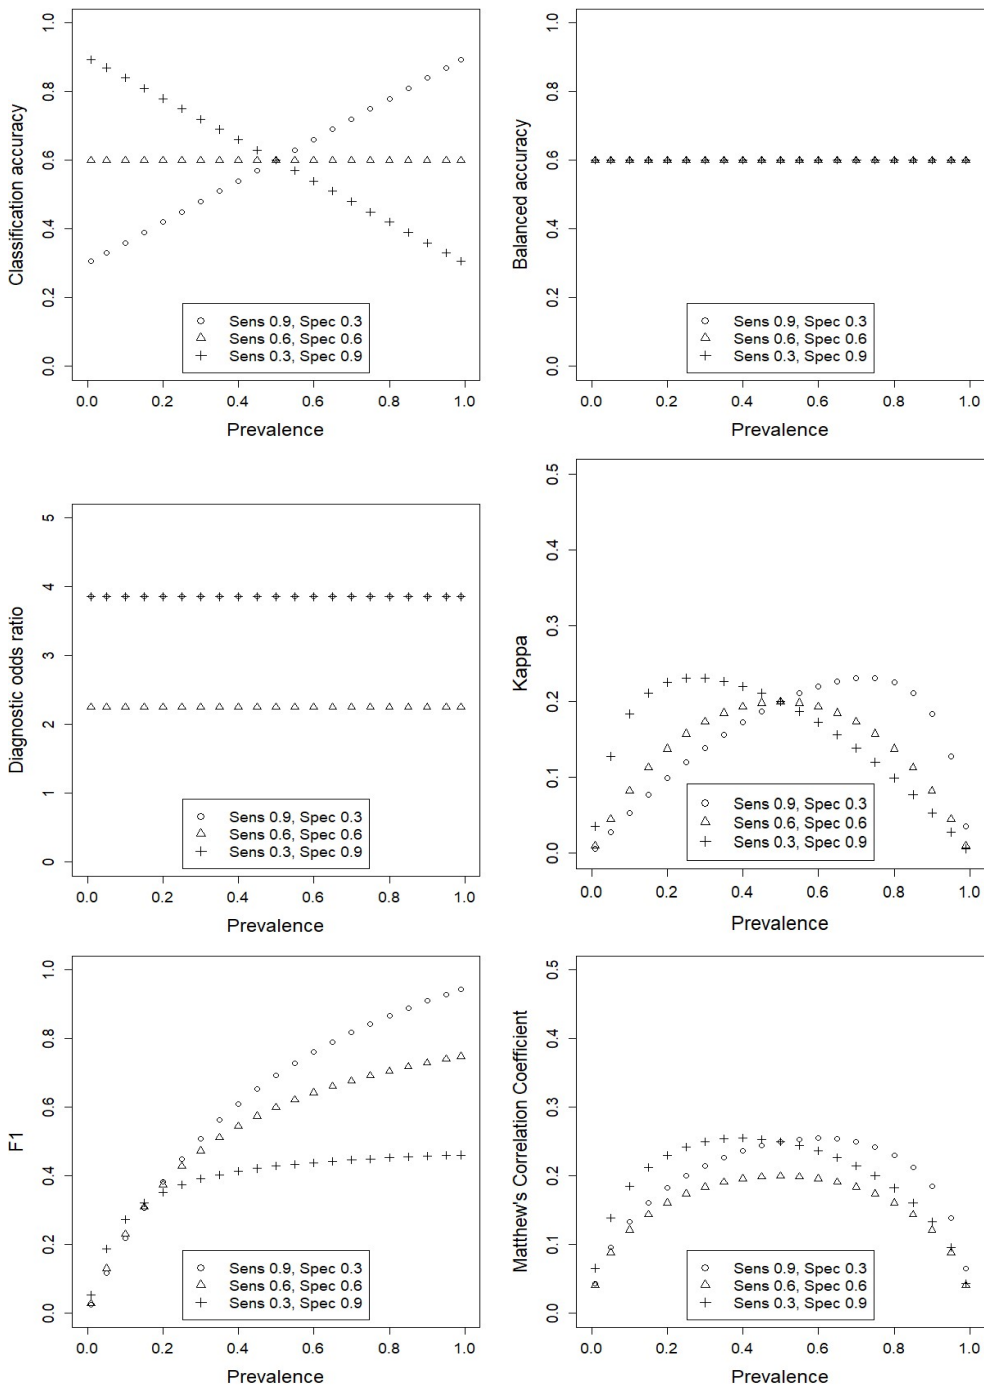 Classification accuracy
1.0
0.8
0.6
0.4
0.2
0.0
Sens 0.9, Spec 0.3
Sens 0.6, Spec 0.6
Sens 0.3, Spec 0.9
0.0 0.2 0.4 0.6 0.8 1.0
Prevalence
Balanced accuracy
1.0
0.8
0.6
0.4
0.2
0.0
Sens 0.9, Spec 0.3
Sens 0.6, Spec 0.6
Sens 0.3, Spec 0.9
0.0 0.2 0.4 0.6 0.8 1.0
Prevalence
Diagnostic odds ratio
5
4
3
2
1
0
Sens 0.9, Spec 0.3
Sens 0.6, Spec 0.6
Sens 0.3, Spec 0.9
0.0 0.2 0.4 0.6 0.8 1.0
Prevalence
Kappa
0.5
0.4
0.3
0.2
0.1
0.0
Sens 0.9, Spec 0.3
Sens 0.6, Spec 0.6
Sens 0.3, Spec 0.9
0.0 0.2 0.4 0.6 0.8 1.0
Prevalence
F1
1.0
0.8
0.6
0.4
0.2
0.0
Sens 0.9, Spec 0.3
Sens 0.6, Spec 0.6
Sens 0.3, Spec 0.9
0.0 0.2 0.4 0.6 0.8 1.0
Prevalence
Matthew's Correlation Coefficient
0.5
0.4
0.3
0.2
0.1
0.0
Sens 0.9, Spec 0.3
Sens 0.6, Spec 0.6
Sens 0.3, Spec 0.9
0.0 0.2 0.4 0.6 0.8 1.0
Prevalence